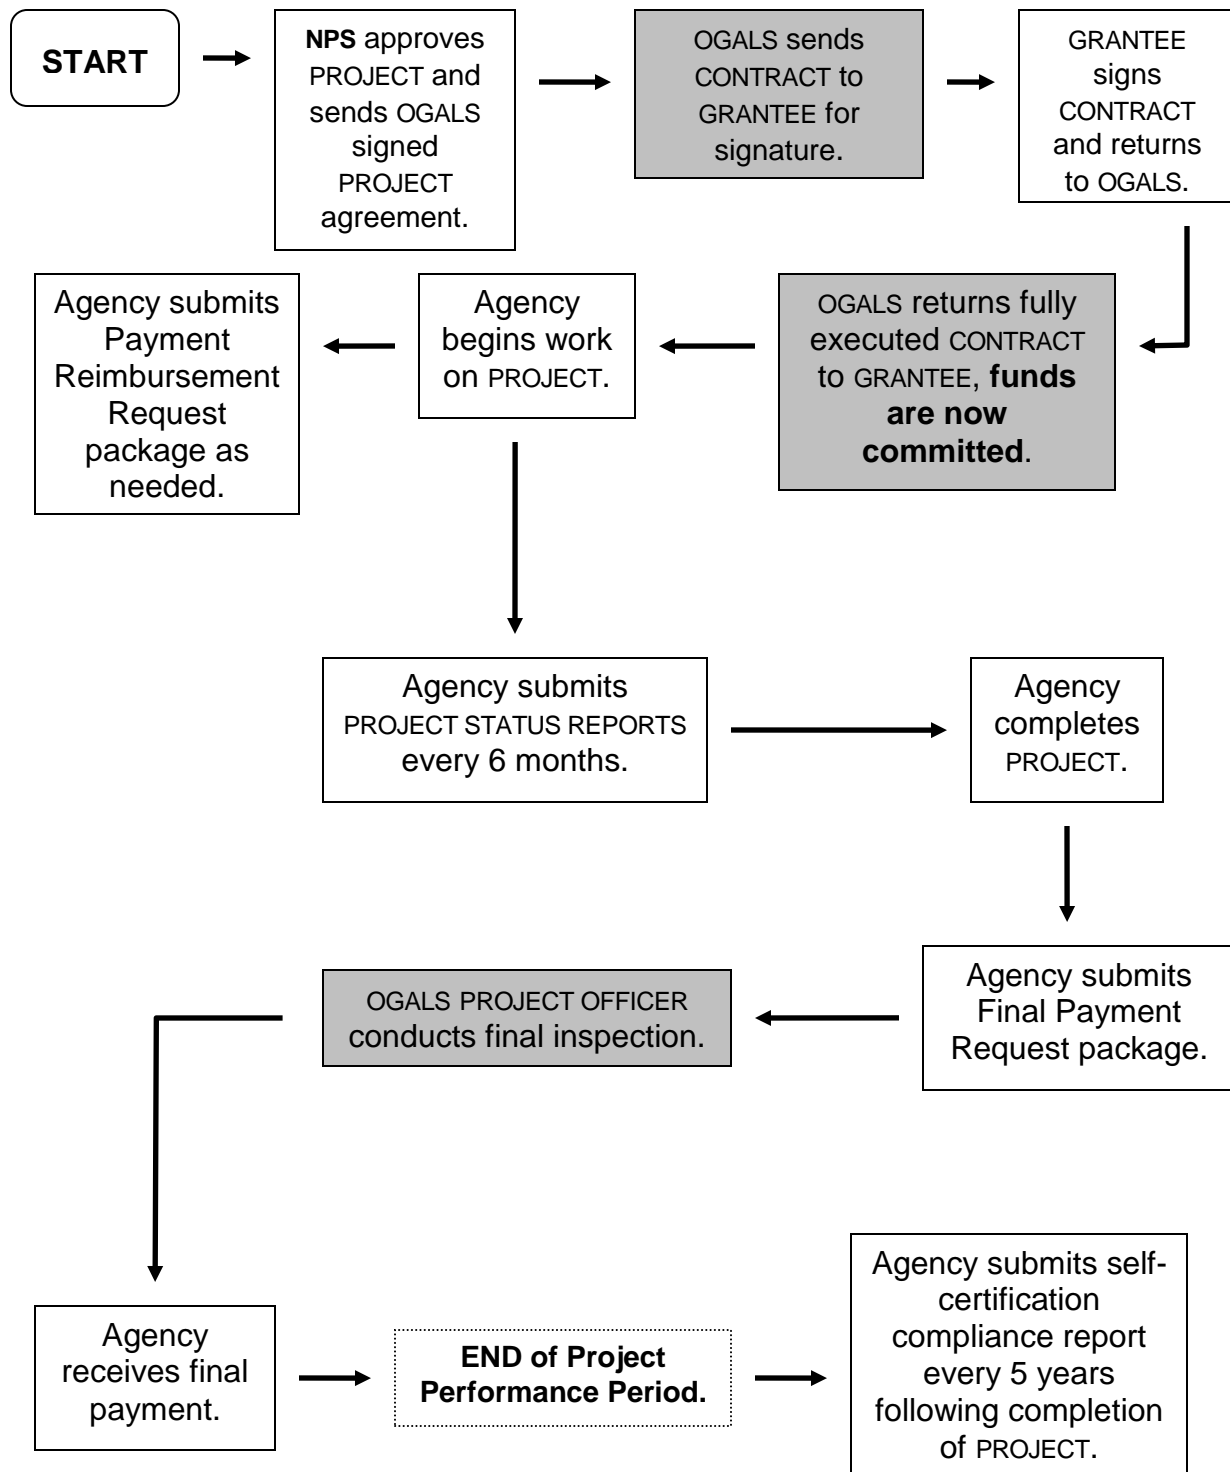 START
NPS approves
PROJECT and
sends OGALS
signed
PROJECT
agreement.
OGALS sends
CONTRACT to
GRANTEE for
signature.
GRANTEE
signs
CONTRACT
and returns
to OGALS.
OGALS returns fully
executed CONTRACT
to GRANTEE, funds
are now
committed.
Agency
begins work
on PROJECT.
Agency submits
Payment
Reimbursement
Request
package as
needed.
Agency submits
PROJECT STATUS REPORTS
every 6 months.
Agency
completes
PROJECT.
Agency submits
Final Payment
Request package.
OGALS PROJECT OFFICER
conducts final inspection.
Agency
receives final
payment.
END of Project
Performance Period.
Agency submits self-
certification
compliance report
every 5 years
following completion
of PROJECT.